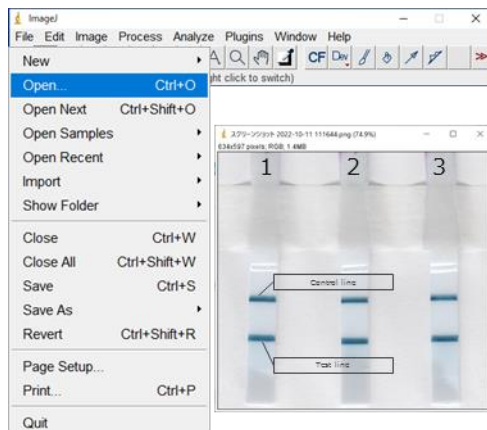 ImageJ
File Edit Image Process Analyze Plugins Window Help
CF Dev
ht click to switch)
New
Open... Ctrl+O
Open Next Ctrl+Shift+O
Open Samples
Open Recent
Import
Show Folder
Close Ctrl+W
Close All Ctrl+Shift+W
Save Ctrl+S
Save As
Revert Ctrl+Shift+R
Page Setup...
Print... Ctrl+P
Quit
スクリーンショット 2022-10-11 111644.png (74.9%)
634x597 pixels; RGB; 1.4MB
1 2 3
Control line
Test line